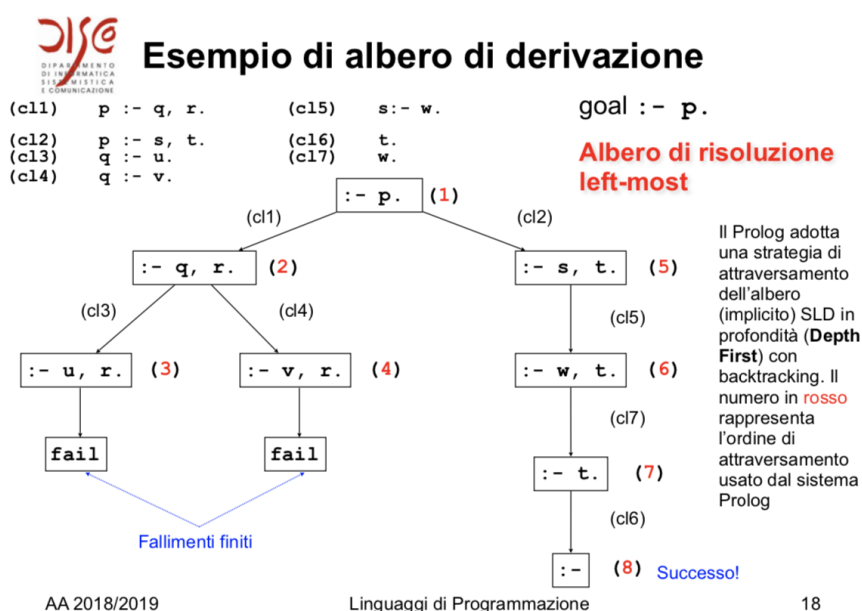 DISCo
DIPARTIMENTO
DI INFORMATICA
SISTEMISTICA
E COMUNICAZIONE
Esempio di albero di derivazione
(cl1) p :- q, r. (cl5) s:- w.
(cl2) p :- s, t. (cl6) t.
(cl3) q :- u. (cl7) w.
(cl4) q :- v.
goal :- p.
Albero di risoluzione
left-most
:- p. (1)
(cl1) (cl2)
:- q, r. (2) :- s, t. (5)
(cl3) (cl4) (cl5)
:- u, r. (3) :- v, r. (4) :- w, t. (6)
(cl7)
fail fail :- t. (7)
(cl6)
Fallimenti finiti
:- (8) Successo!
Il Prolog adotta
una strategia di
attraversamento
dell'albero
(implicito) SLD in
profondità (Depth
First) con
backtracking. Il
numero in rosso
rappresenta
l'ordine di
attraversamento
usato dal sistema
Prolog
AA 2018/2019 Linguaggi di Programmazione 18